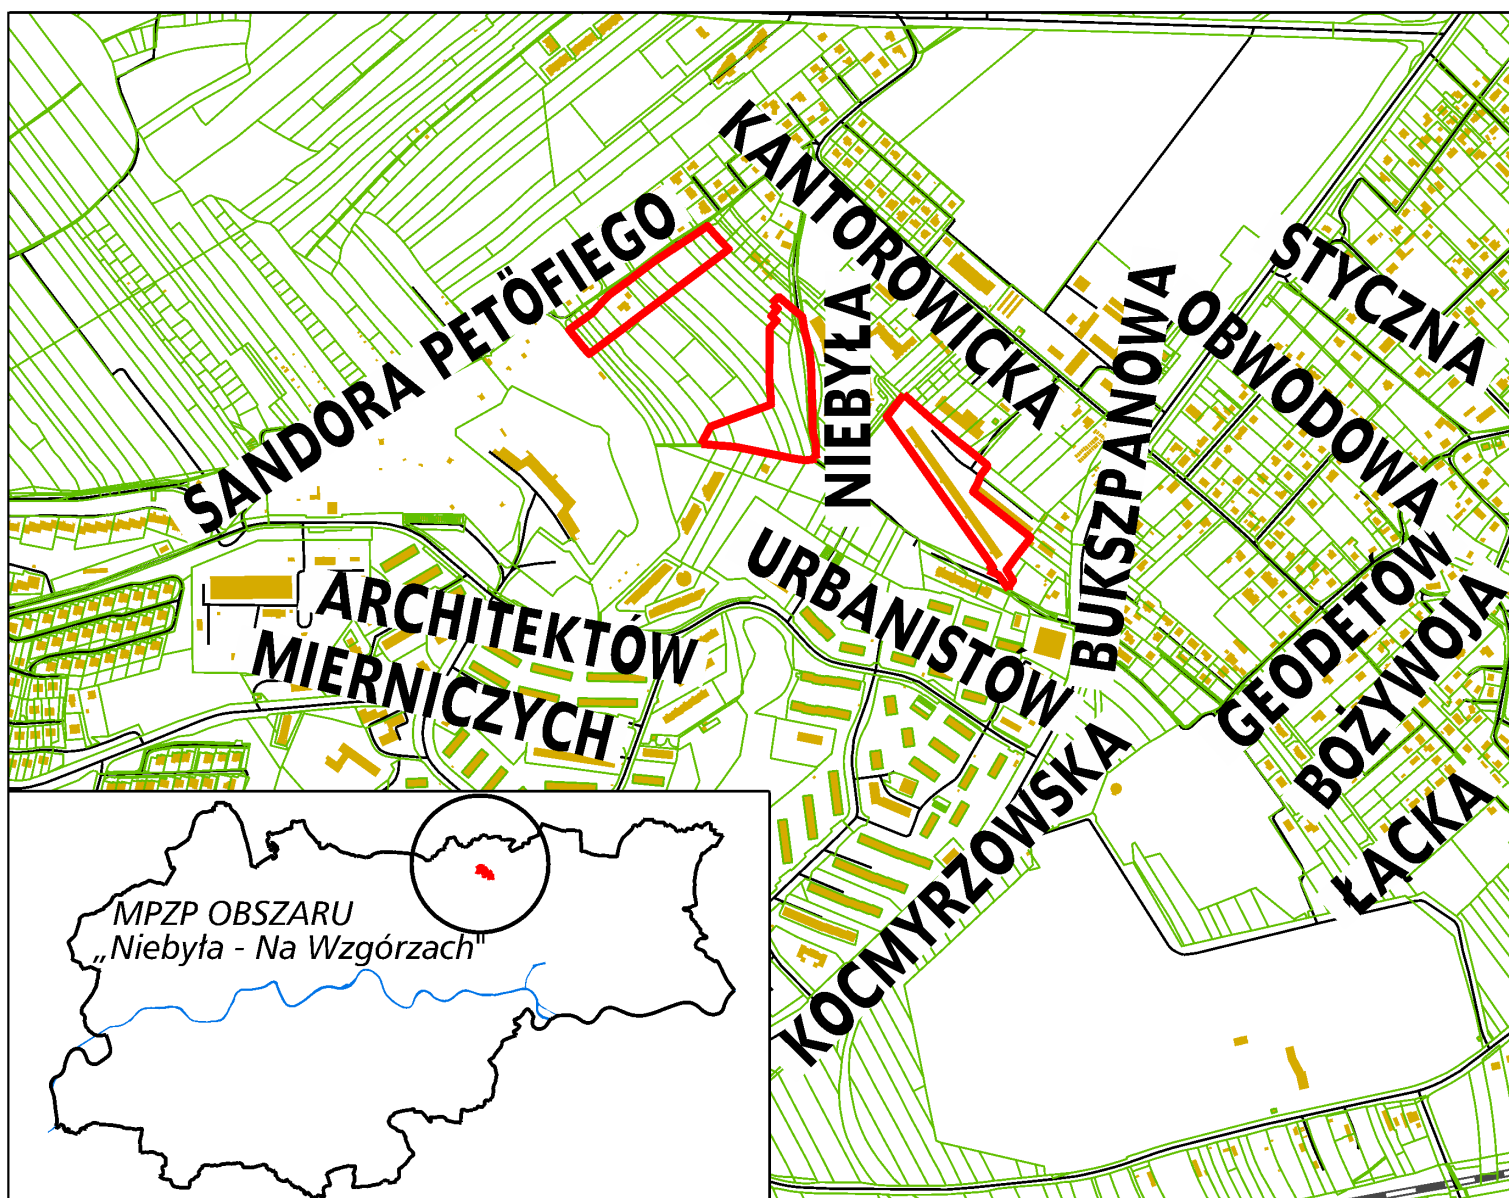 KANTOROWICKA
SANDORA PETÖFIEGO
STYCZNA
NIEBYŁA
BUKSZPANOWA
OBWODOWA
URBANISTÓW
ARCHITEKTÓW
MIERNICZYCH
GEODETÓW
BOŻYWOJA
ŁĄCKA
KOCMYRZOWSKA
MPZP OBSZARU
„Niebyła - Na Wzgórzach"